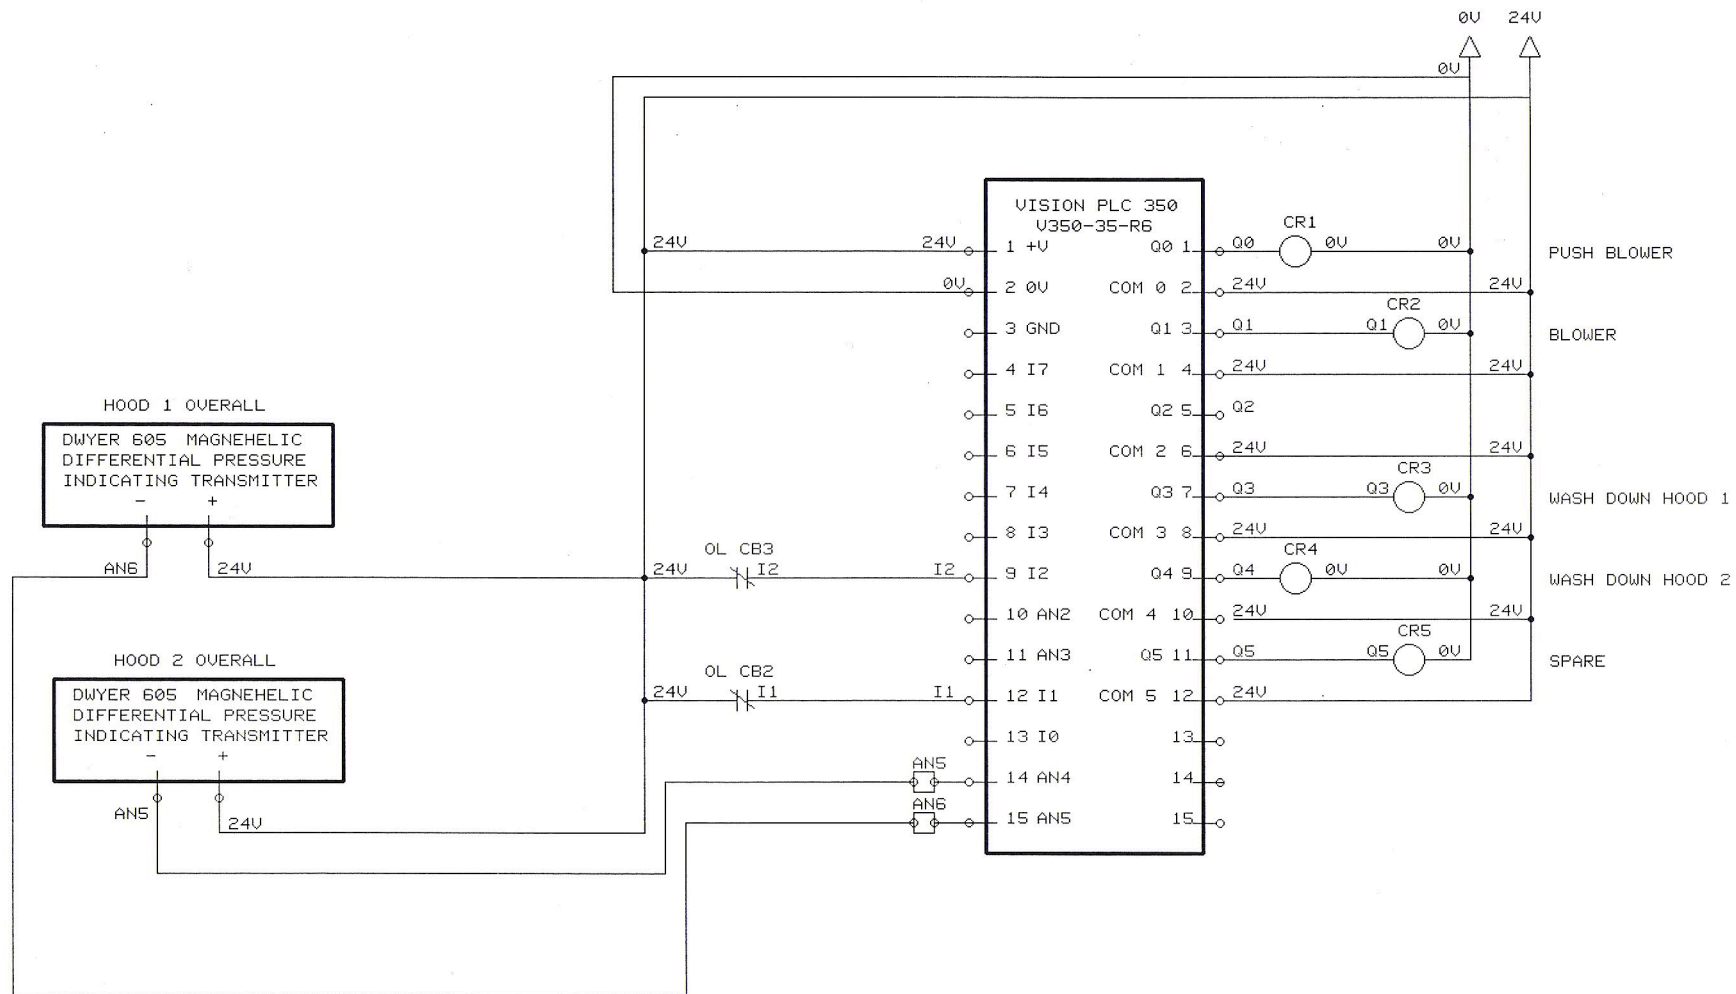 0V 24V
0V
VISION PLC 350
V350-35-R6
CR1
24V 24V 1 +V Q0 1 Q0 0V 0V PUSH BLOWER
0V 2 0V COM 0 2 24V 24V
CR2
3 GND Q1 3 Q1 Q1 0V BLOWER
4 I7 COM 1 4 24V 24V
HOOD 1 OVERALL
5 I6 Q2 5 Q2
DWYER 605 MAGNEHELIC
DIFFERENTIAL PRESSURE
INDICATING TRANSMITTER
- +
6 I5 COM 2 6 24V 24V
CR3
7 I4 Q3 7 Q3 Q3 0V WASH DOWN HOOD 1
8 I3 COM 3 8 24V 24V
OL CB3 CR4
AN6 24V 24V I2 I2 9 I2 Q4 9 Q4 0V 0V WASH DOWN HOOD 2
10 AN2 COM 4 10 24V 24V
CR5
HOOD 2 OVERALL
11 AN3 Q5 11 Q5 Q5 0V SPARE
OL CB2
DWYER 605 MAGNEHELIC
DIFFERENTIAL PRESSURE
INDICATING TRANSMITTER
- +
24V I1 I1 12 I1 COM 5 12 24V
13 I0 13
AN5
14 AN4 14
AN6
AN5 24V 15 AN5 15